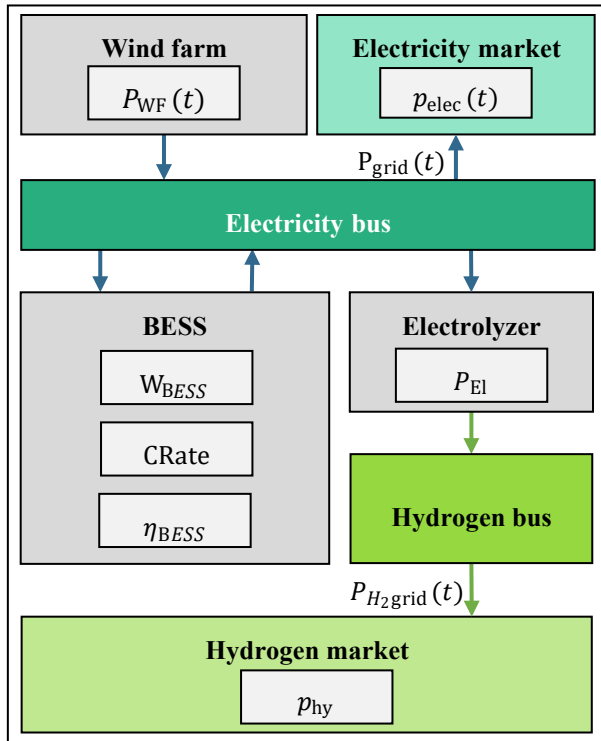 Wind farm
P_WF(t)
Electricity market
p_elec(t)
P_grid(t)
Electricity bus
BESS
W_BESS
CRate
η_BESS
Electrolyzer
P_El
Hydrogen bus
P_H₂grid(t)
Hydrogen market
p_hy